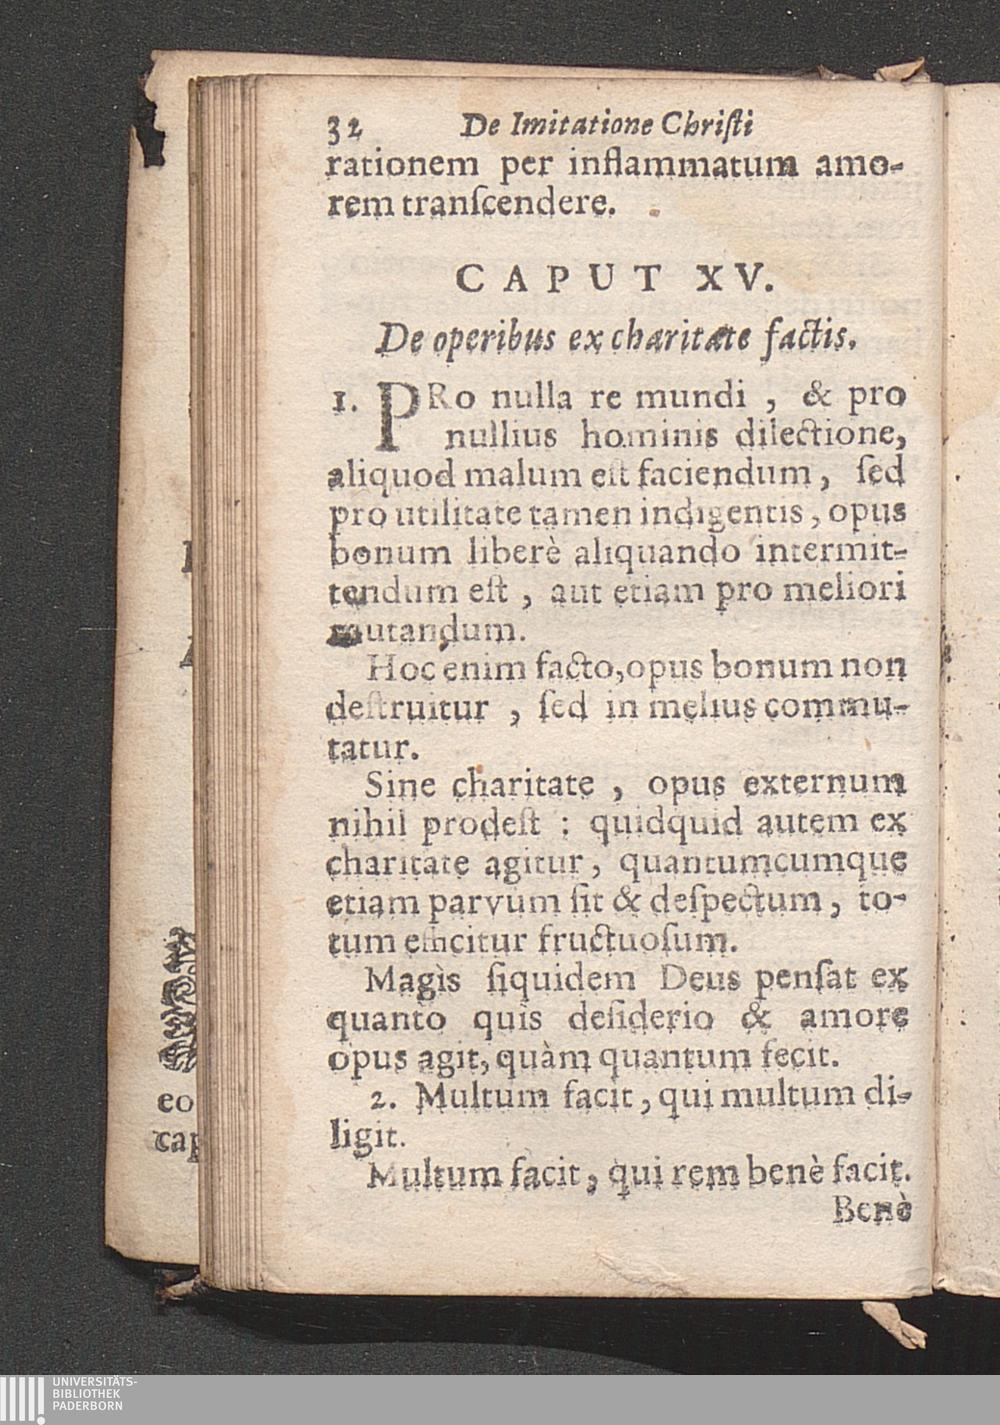 32 De Imitatione Chriſti
rationem per inflammatum amo-
rem tranſcendere.
CAPUT XV.
De operibus ex charitate factis.
1. PRo nulla re mundi , & pro
nullius hominis dilectione,
aliquod malum eſt faciendum , ſed
pro utilitate tamen indigentis , opus
bonum liberè aliquando intermit-
tendum eſt , aut etiam pro meliori
mutandum.
Hoc enim facto, opus bonum non
deſtruitur , ſed in melius commu-
tatur.
Sine charitate , opus externum
nihil prodeſt : quidquid autem ex
charitate agitur, quantumcumque
etiam parvum ſit & deſpectum, to-
tum efficitur fructuoſum.
Magìs ſiquidem Deus penſat ex
quanto quis deſiderio & amore
opus agit, quàm quantum fecit.
2. Multum facit, qui multum di-
ligit.
Multum facit, qui rem benè facit.
Benè
eo
cap
UNIVERSITÄTS-
BIBLIOTHEK
PADERBORN